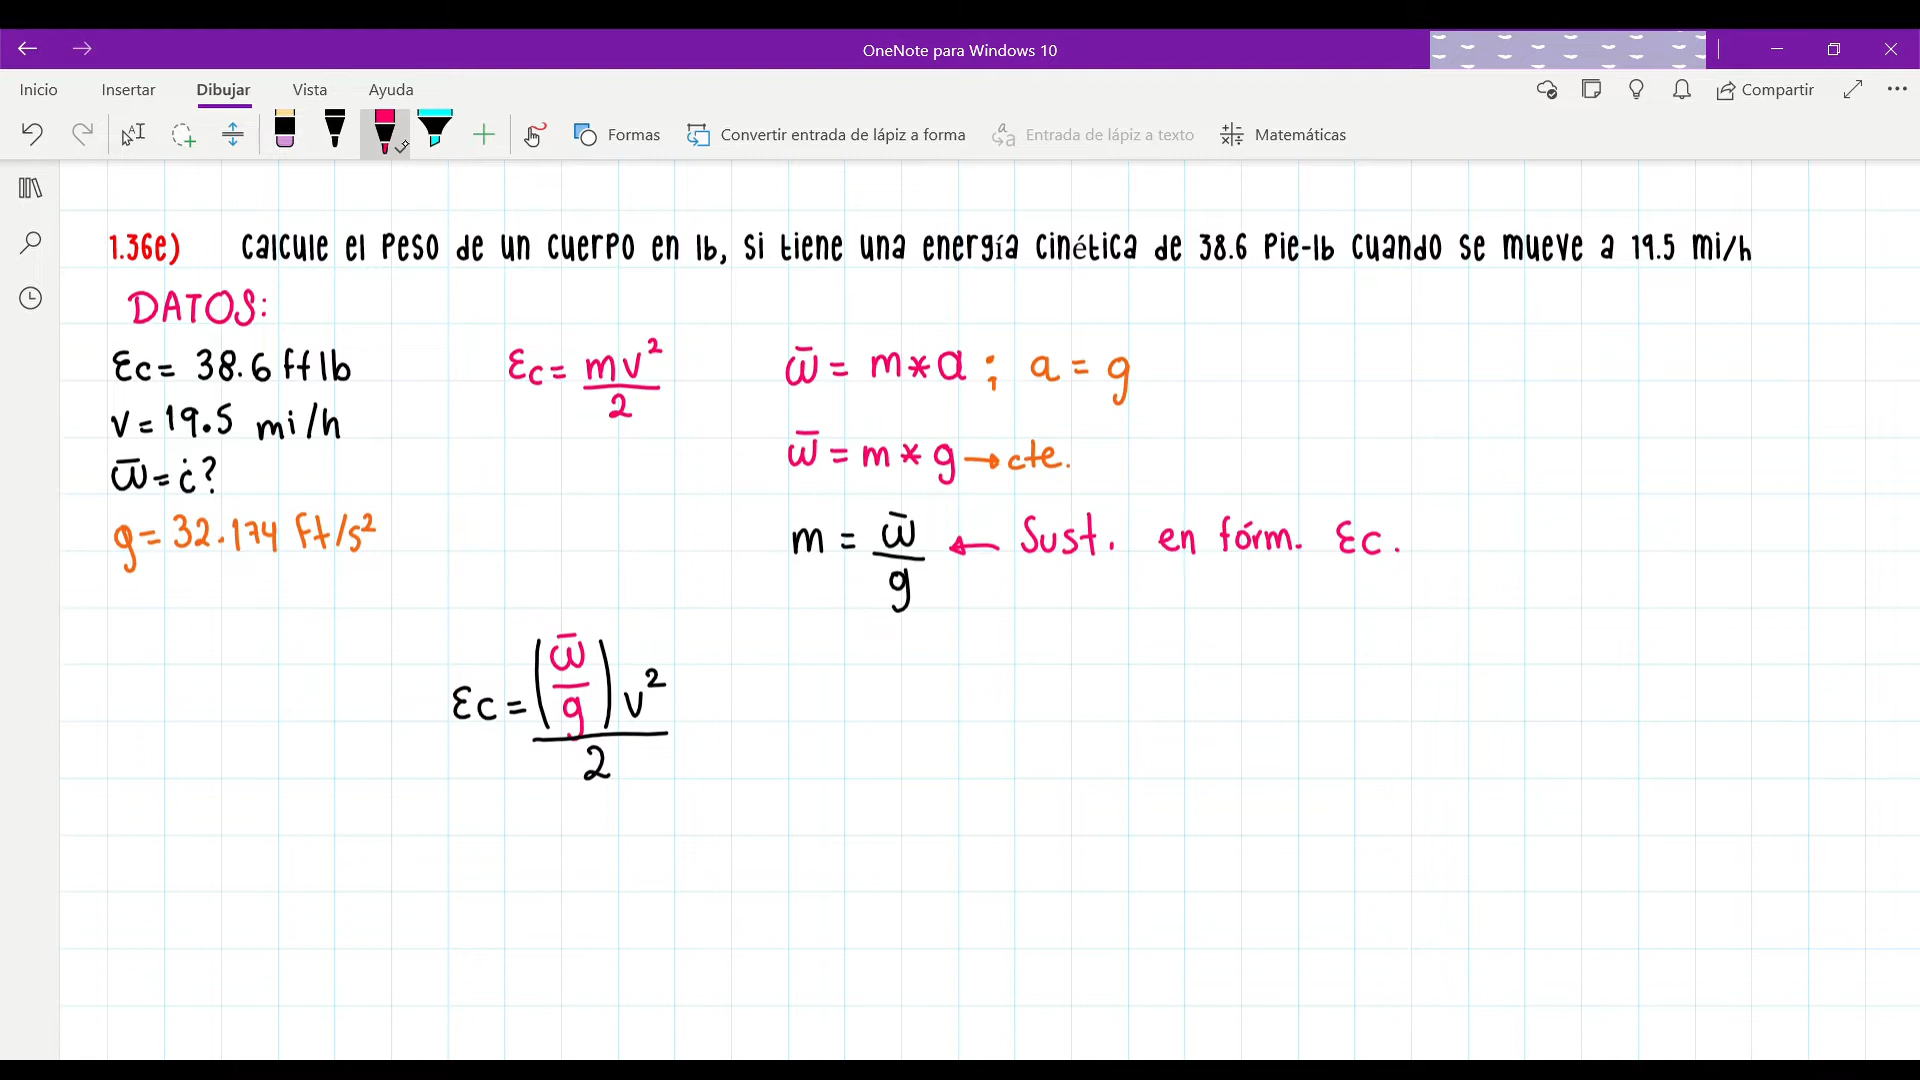 OneNote para Windows 10
Inicio Insertar Dibujar Vista Ayuda Compartir
Formas Convertir entrada de lápiz a forma Entrada de lápiz a texto Matemáticas
1.36e) Calcule el peso de un cuerpo en lb, si tiene una energía cinética de 38.6 Pie-lb cuando se mueve a 19.5 mi/h
DATOS:
Ec = 38.6 ft lb
v = 19.5 mi/h
w̄ = ¿?
g = 32.174 ft/s²
Ec = mv²/2
w̄ = m * a ; a = g
w̄ = m * g → cte.
m = w̄/g ← Sust. en fórm. Ec.
Ec = (w̄/g) v² / 2